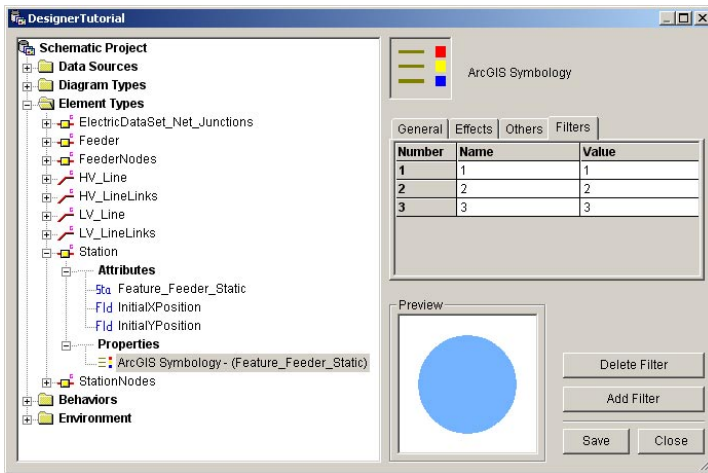 DesignerTutorial
Schematic Project
Data Sources
Diagram Types
Element Types
ElectricDataSet_Net_Junctions
Feeder
FeederNodes
HV_Line
HV_LineLinks
LV_Line
LV_LineLinks
Station
Attributes
Sta Feature_Feeder_Static
Fld InitialXPosition
Fld InitialYPosition
Properties
ArcGIS Symbology - (Feature_Feeder_Static)
StationNodes
Behaviors
Environment
ArcGIS Symbology
General Effects Others Filters
Number Name Value
1 1 1
2 2 2
3 3 3
Preview
Delete Filter
Add Filter
Save Close